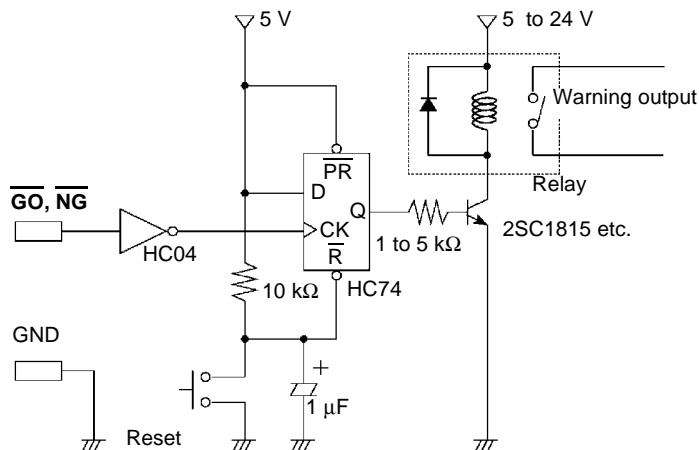 5 V
5 to 24 V
Warning output
Relay
PR
D
Q
CK
R
GO, NG
HC04
1 to 5 kΩ
2SC1815 etc.
10 kΩ
HC74
GND
1 μF
+
Reset